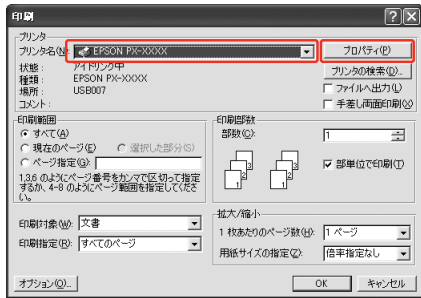 印刷
プリンタ
プリンタ名(N): EPSON PX-XXXX プロパティ(P)
状態: アイドリング中 プリンタの検索(D)...
種類: EPSON PX-XXXX
場所: USB007 ファイルへ出力(L)
コメント: 手差し両面印刷(X)
印刷範囲
すべて(A)
現在のページ(E) 選択した部分(S)
ページ指定(G):
1,3,6 のようにページ番号をカンマで区切って指定
するか、4-8 のようにページ範囲を指定してくださ
い。
印刷部数
部数(C): 1
部単位で印刷(T)
印刷対象(W): 文書
印刷指定(R): すべてのページ
拡大/縮小
1 枚あたりのページ数(H): 1 ページ
用紙サイズの指定(Z): 倍率指定なし
オプション(O)... OK キャンセル